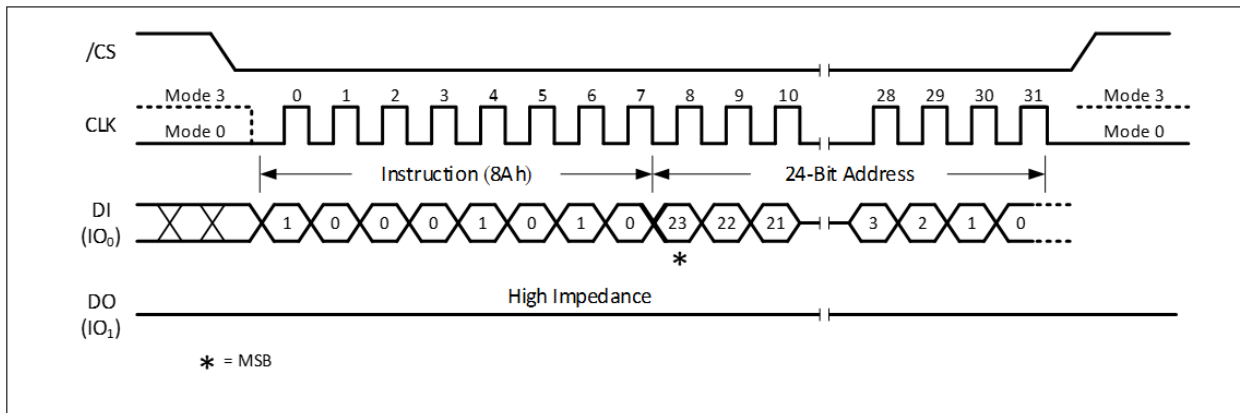 /CS
Mode 3 0 1 2 3 4 5 6 7 8 9 10 28 29 30 31 Mode 3
CLK
Mode 0 Mode 0
Instruction (8Ah) 24-Bit Address
DI
(IO₀)
1 0 0 0 1 0 1 0 23 22 21 3 2 1 0
*
High Impedance
DO
(IO₁)
* = MSB